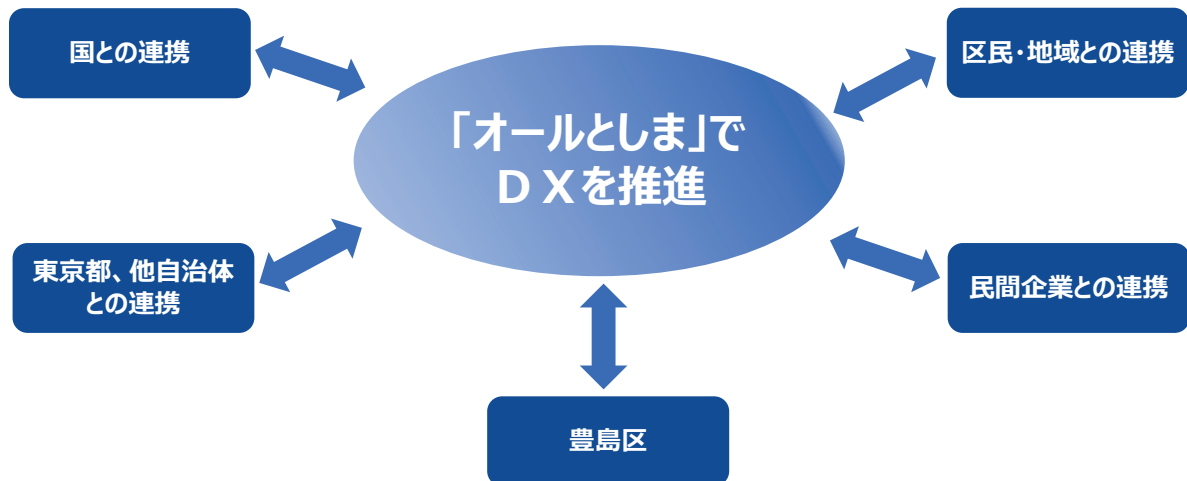 国との連携
区民・地域との連携
「オールとしま」で
ＤＸを推進
東京都、他自治体
との連携
民間企業との連携
豊島区